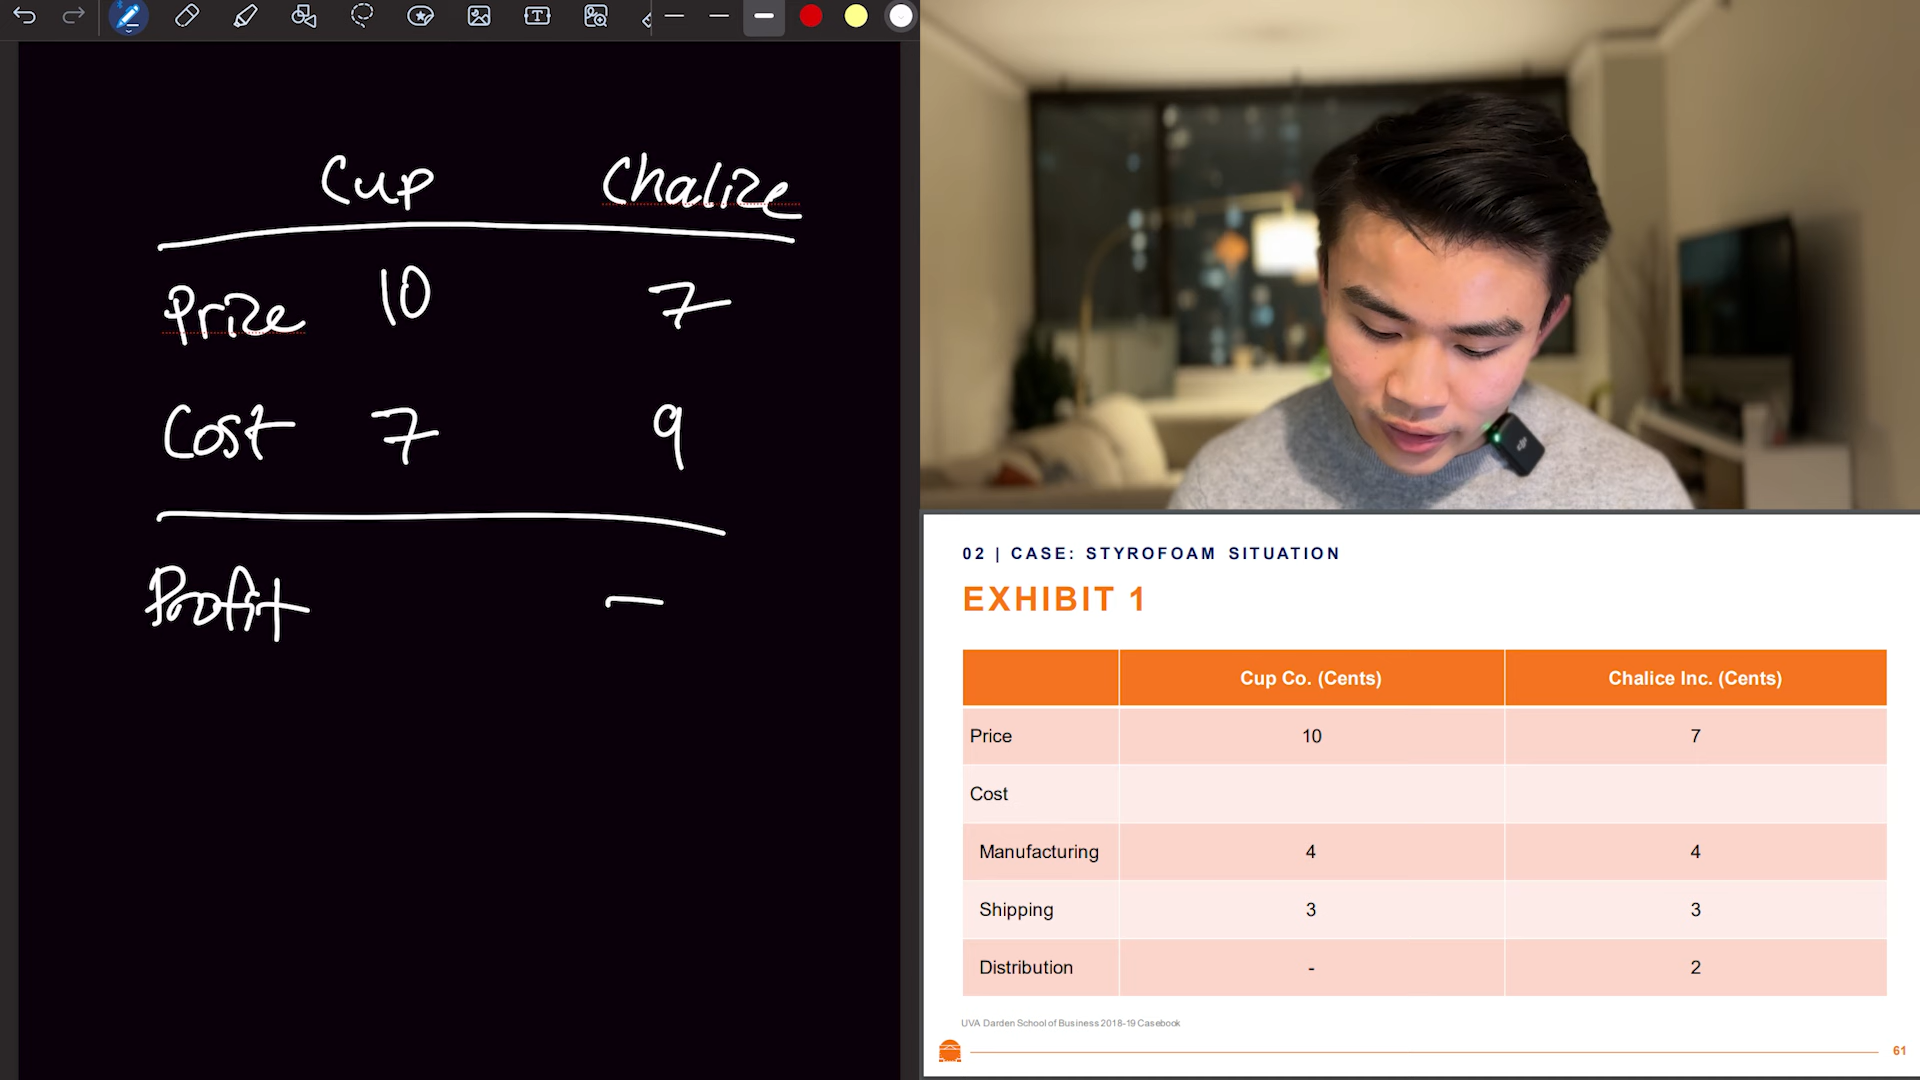 Cup Chalice
Price 10 7
Cost 7 9
Profit —
02 | CASE: STYROFOAM SITUATION
EXHIBIT 1
Cup Co. (Cents) Chalice Inc. (Cents)
Price 10 7
Cost
Manufacturing 4 4
Shipping 3 3
Distribution - 2
UVA Darden School of Business 2018-19 Casebook
61